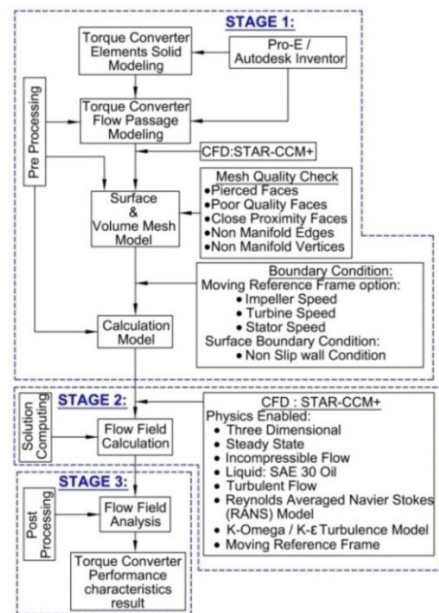 STAGE 1:
Torque Converter
Elements Solid
Modeling
Pro-E /
Autodesk Inventor
Pre Processing
Torque Converter
Flow Passage
Modeling
CFD:STAR-CCM+
Surface
&
Volume Mesh
Model
Mesh Quality Check
•Pierced Faces
•Poor Quality Faces
•Close Proximity Faces
•Non Manifold Edges
•Non Manifold Vertices
Boundary Condition:
Moving Reference Frame option:
• Impeller Speed
• Turbine Speed
• Stator Speed
Surface Boundary Condition:
• Non Slip wall Condition
Calculation
Model
STAGE 2:
Solution
Computing
Flow Field
Calculation
CFD : STAR-CCM+
Physics Enabled:
• Three Dimensional
• Steady State
• Incompressible Flow
• Liquid: SAE 30 Oil
• Turbulent Flow
• Reynolds Averaged Navier Stokes
(RANS) Model
• K-Omega / K-ε Turbulence Model
• Moving Reference Frame
STAGE 3:
Post
Processing
Flow Field
Analysis
Torque Converter
Performance
characteristics
result